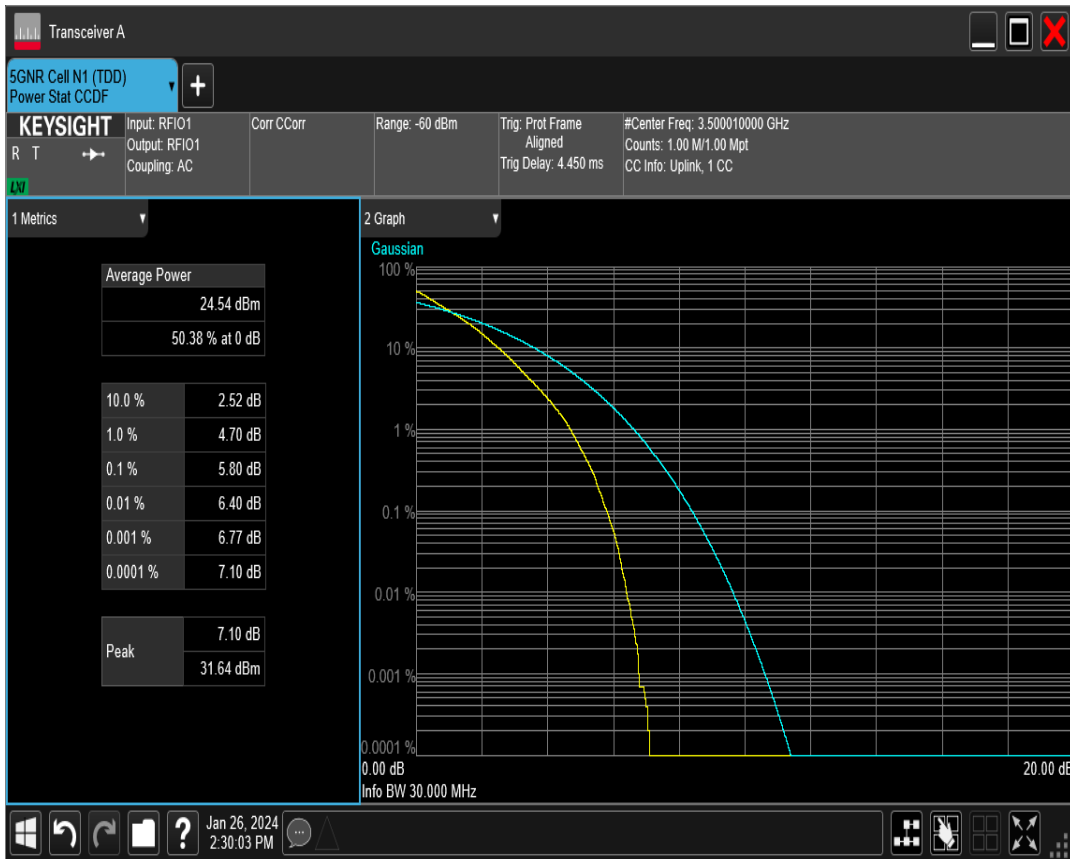 Transceiver A
5GNR Cell N1 (TDD)
Power Stat CCDF
+
KEYSIGHT
R T
LXI
Input: RFIO1
Output: RFIO1
Coupling: AC
Corr CCorr
Range: -60 dBm
Trig: Prot Frame
Aligned
Trig Delay: 4.450 ms
#Center Freq: 3.500010000 GHz
Counts: 1.00 M/1.00 Mpt
CC Info: Uplink, 1 CC
1 Metrics
Average Power
24.54 dBm
50.38 % at 0 dB
10.0 % 2.52 dB
1.0 % 4.70 dB
0.1 % 5.80 dB
0.01 % 6.40 dB
0.001 % 6.77 dB
0.0001 % 7.10 dB
Peak
7.10 dB
31.64 dBm
2 Graph
Gaussian
100 %
10 %
1 %
0.1 %
0.01 %
0.001 %
0.0001 %
0.00 dB 20.00 dB
Info BW 30.000 MHz
?
Jan 26, 2024
2:30:03 PM